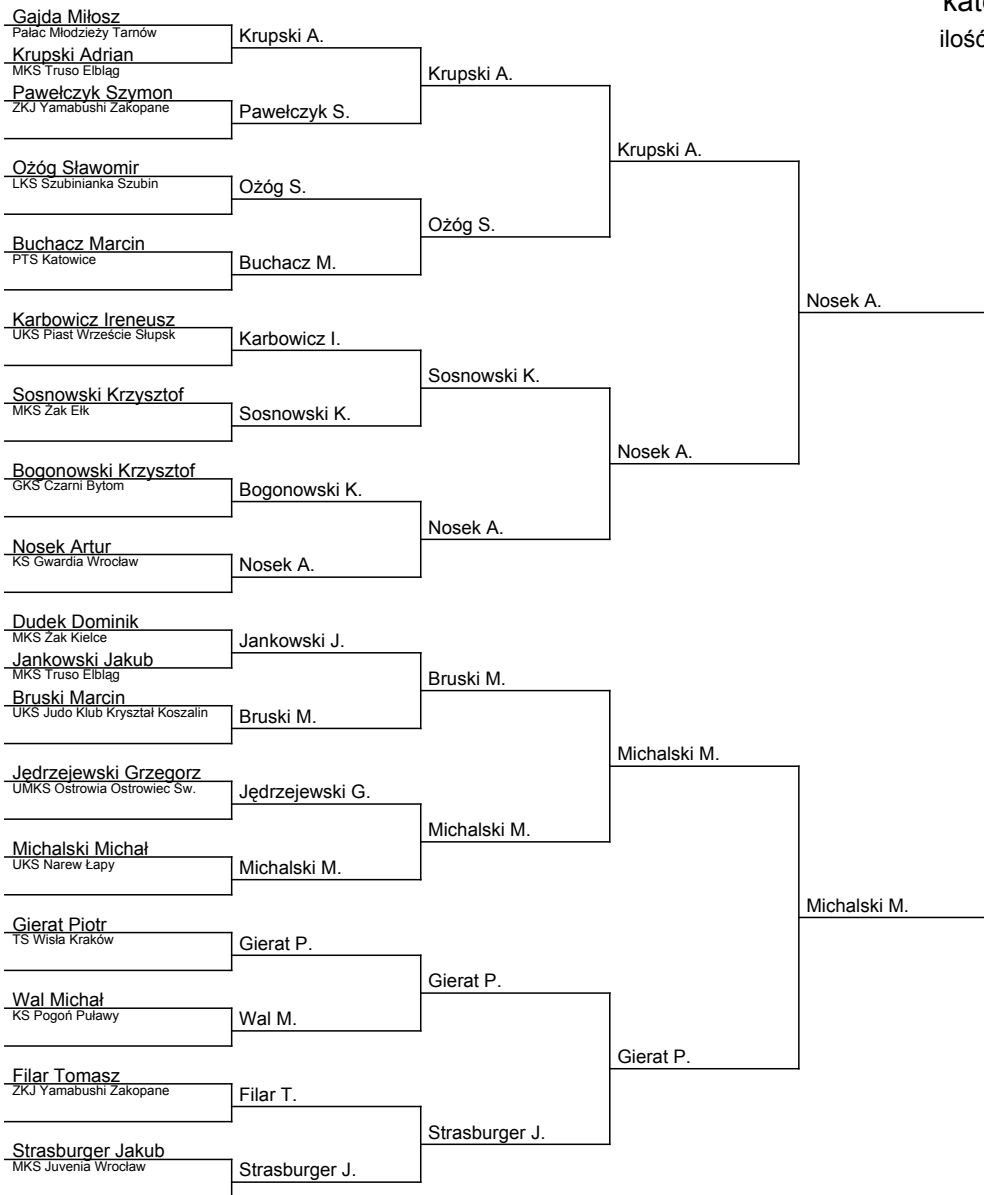 kat
ilość
Gajda Miłosz
Pałac Młodzieży Tarnów
Krupski Adrian
MKS Truso Elbląg
Pawełczyk Szymon
ZKJ Yamabushi Zakopane
Ożóg Sławomir
LKS Szubinianka Szubin
Buchacz Marcin
PTS Katowice
Karbowicz Ireneusz
UKS Piast Wrzeście Słupsk
Sosnowski Krzysztof
MKS Żak Ełk
Bogonowski Krzysztof
GKS Czarni Bytom
Nosek Artur
KS Gwardia Wrocław
Dudek Dominik
MKS Żak Kielce
Jankowski Jakub
MKS Truso Elbląg
Bruski Marcin
UKS Judo Klub Kryształ Koszalin
Jędrzejewski Grzegorz
UMKS Ostrowia Ostrowiec Św.
Michalski Michał
UKS Narew Łapy
Gierat Piotr
TS Wisła Kraków
Wal Michał
KS Pogoń Puławy
Filar Tomasz
ZKJ Yamabushi Zakopane
Strasburger Jakub
MKS Juvenia Wrocław
Krupski A.
Pawełczyk S.
Ożóg S.
Buchacz M.
Karbowicz I.
Sosnowski K.
Bogonowski K.
Nosek A.
Jankowski J.
Bruski M.
Jędrzejewski G.
Michalski M.
Gierat P.
Wal M.
Filar T.
Strasburger J.
Krupski A.
Ożóg S.
Sosnowski K.
Nosek A.
Bruski M.
Michalski M.
Gierat P.
Strasburger J.
Krupski A.
Nosek A.
Michalski M.
Gierat P.
Nosek A.
Michalski M.